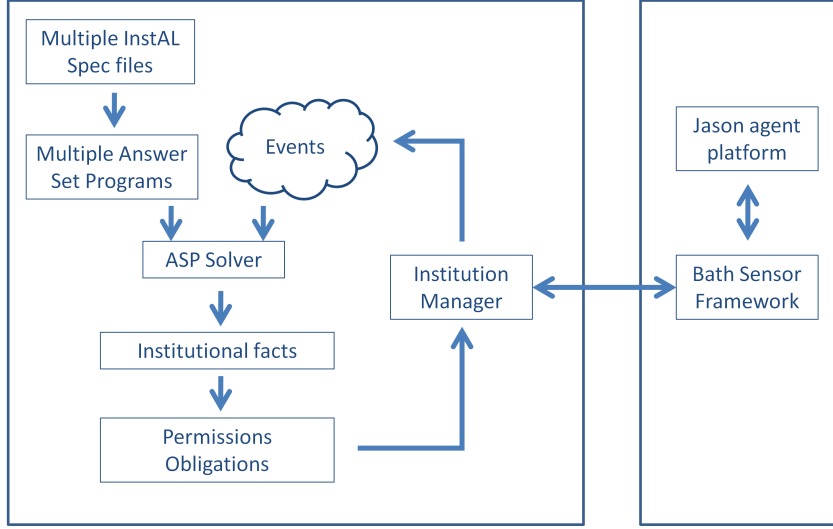 Multiple InstAL
Spec files
Multiple Answer
Set Programs
Events
ASP Solver
Institutional facts
Permissions
Obligations
Institution
Manager
Jason agent
platform
Bath Sensor
Framework